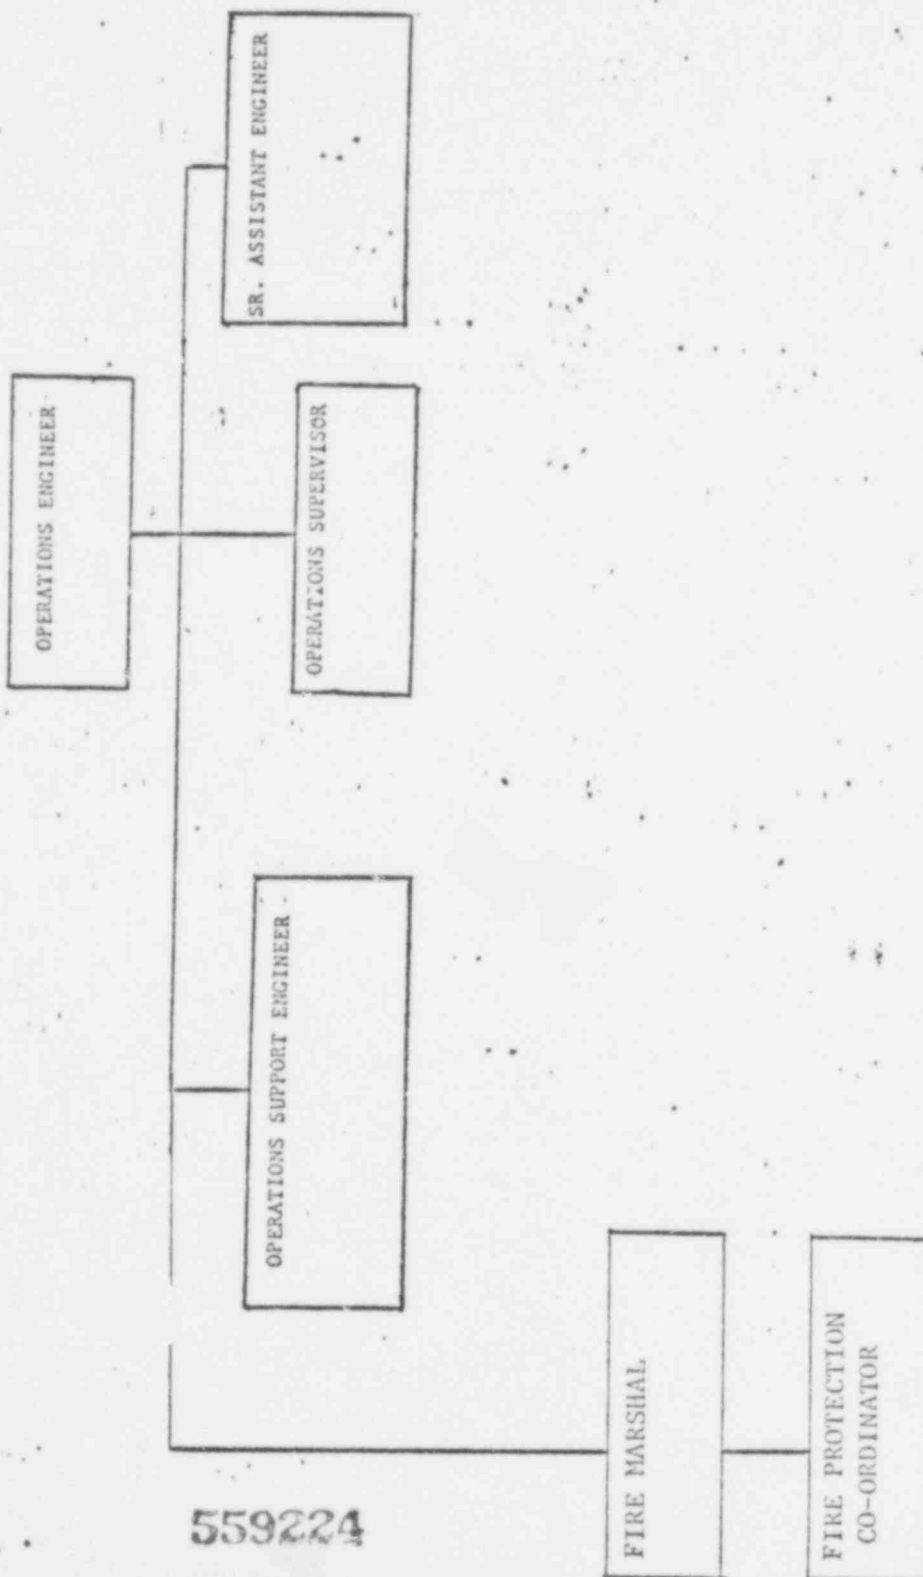 OPERATIONS ENGINEER
SR. ASSISTANT ENGINEER
OPERATIONS SUPERVISOR
OPERATIONS SUPPORT ENGINEER
FIRE MARSHAL
FIRE PROTECTION
CO-ORDINATOR
559224